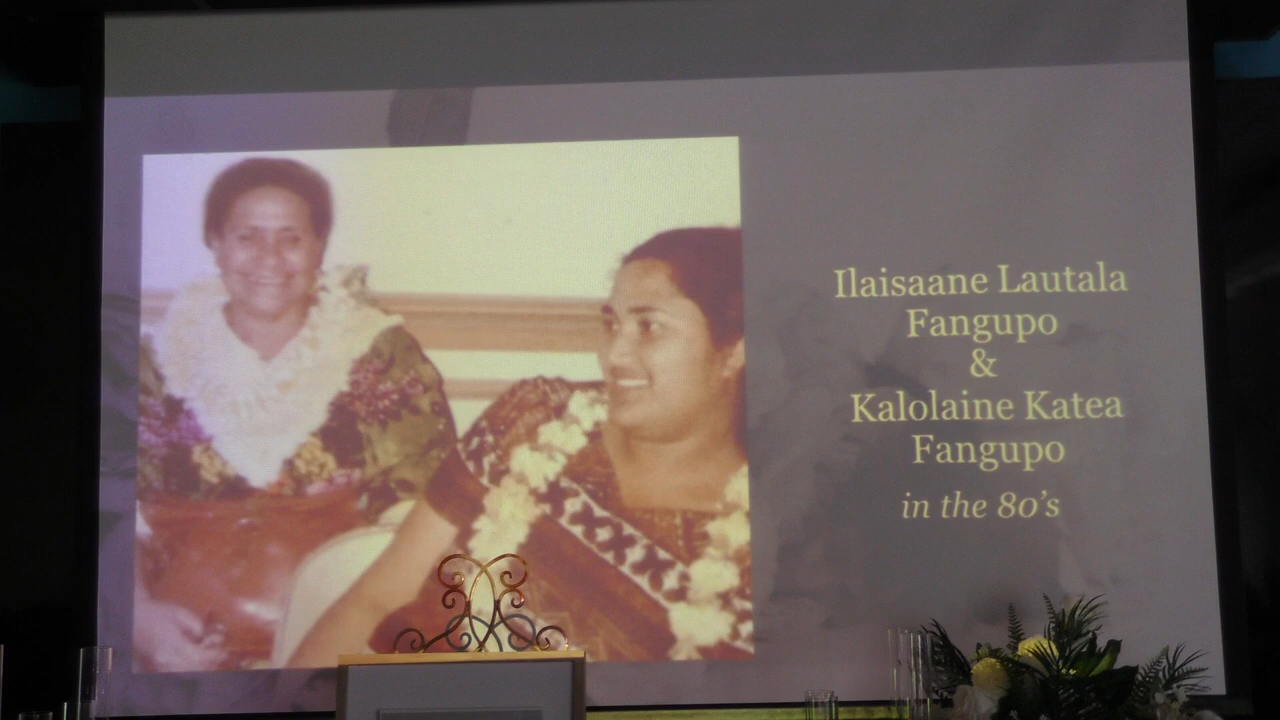 Ilaisaane Lautala
Fangupo
&
Kalolaine Katea
Fangupo
in the 80's